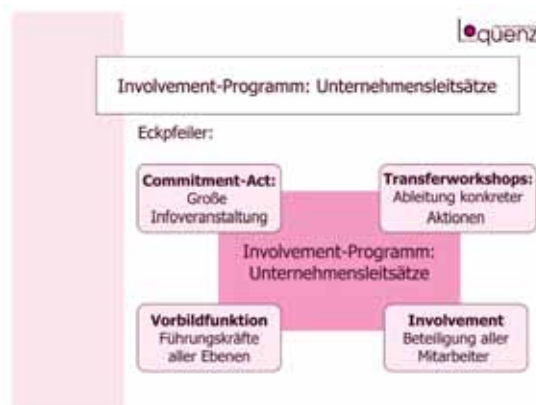 Loquenz
Involvement-Programm: Unternehmensleitsätze
Eckpfeiler:
Commitment-Act:
Große
Infoveranstaltung
Transferworkshops:
Ableitung konkreter
Aktionen
Involvement-Programm:
Unternehmensleitsätze
Vorbildfunktion
Führungskräfte
aller Ebenen
Involvement
Beteiligung aller
Mitarbeiter